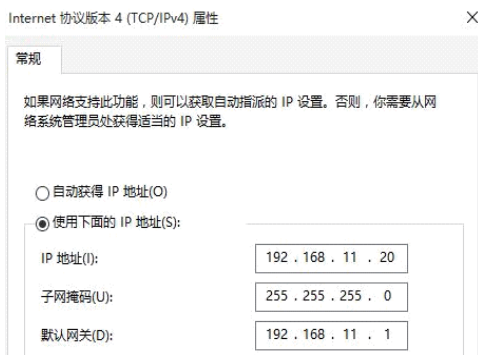 Internet 协议版本 4 (TCP/IPv4) 属性
常规
如果网络支持此功能，则可以获取自动指派的 IP 设置。否则，你需要从网
络系统管理员处获得适当的 IP 设置。
自动获得 IP 地址(O)
使用下面的 IP 地址(S):
IP 地址(I): 192 . 168 . 11 . 20
子网掩码(U): 255 . 255 . 255 . 0
默认网关(D): 192 . 168 . 11 . 1